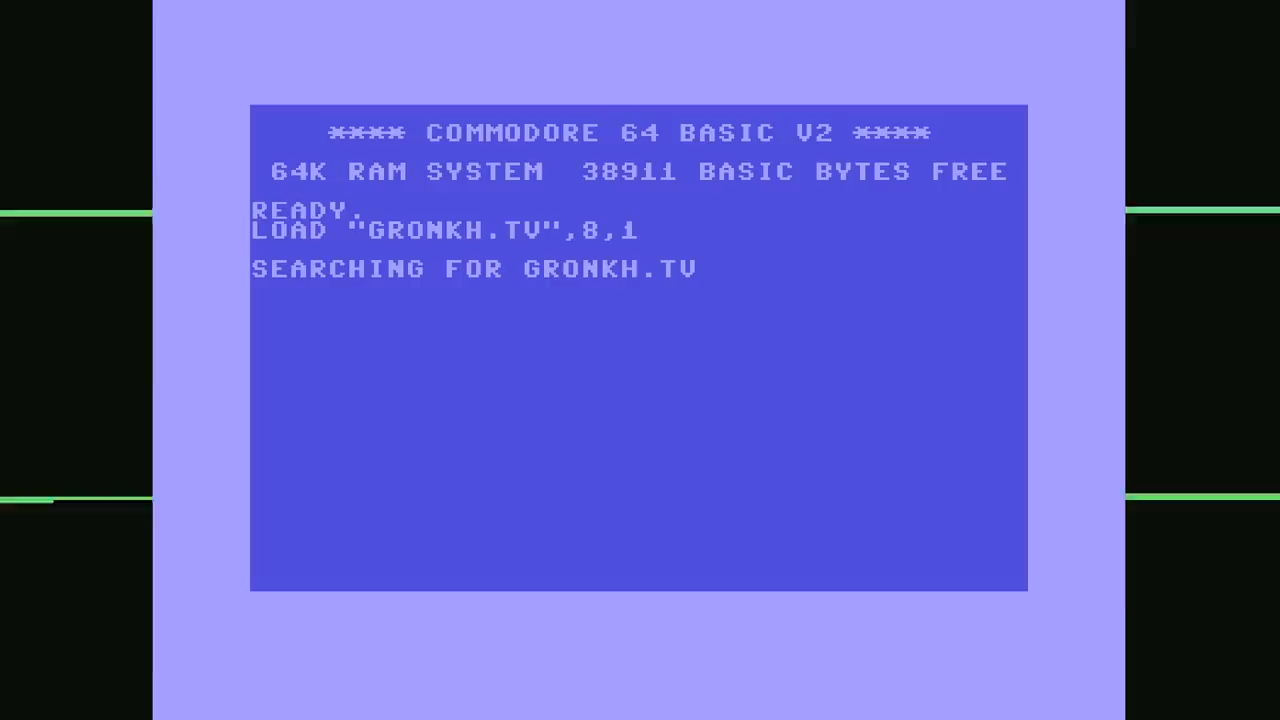 **** COMMODORE 64 BASIC V2 ****
64K RAM SYSTEM  38911 BASIC BYTES FREE
READY.
LOAD "GRONKH.TV",8,1
SEARCHING FOR GRONKH.TV